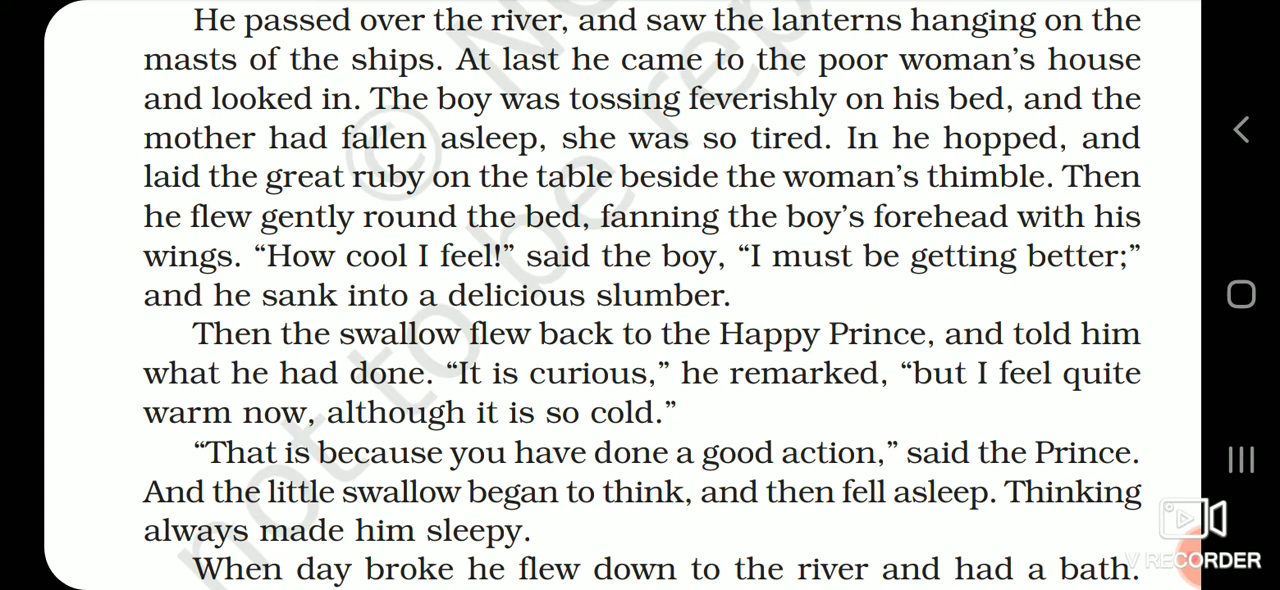 He passed over the river, and saw the lanterns hanging on the
masts of the ships. At last he came to the poor woman's house
and looked in. The boy was tossing feverishly on his bed, and the
mother had fallen asleep, she was so tired. In he hopped, and
laid the great ruby on the table beside the woman's thimble. Then
he flew gently round the bed, fanning the boy's forehead with his
wings. “How cool I feel!” said the boy, “I must be getting better;”
and he sank into a delicious slumber.
Then the swallow flew back to the Happy Prince, and told him
what he had done. “It is curious,” he remarked, “but I feel quite
warm now, although it is so cold.”
“That is because you have done a good action,” said the Prince.
And the little swallow began to think, and then fell asleep. Thinking
always made him sleepy.
When day broke he flew down to the river and had a bath.
© No
not to be rep
V RECORDER